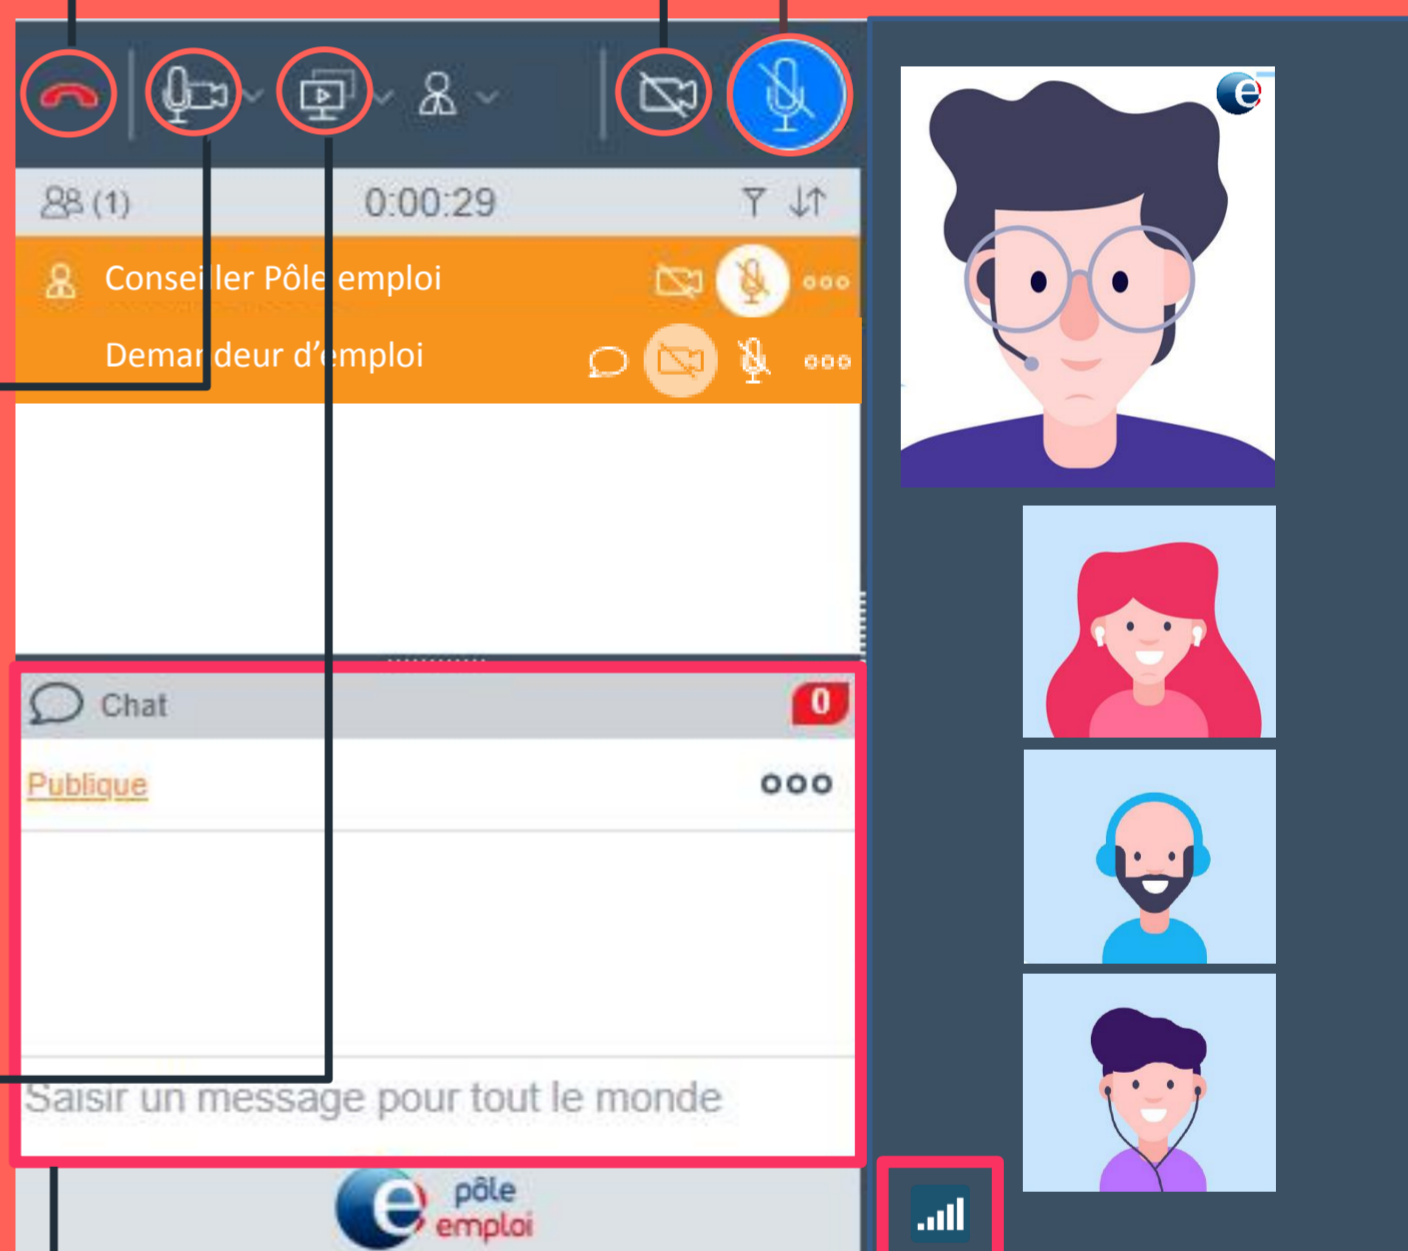 (1) 0:00:29
Conseiller Pôle emploi
Demandeur d'emploi
Chat 0
Publique
Saisir un message pour tout le monde
pôle
emploi